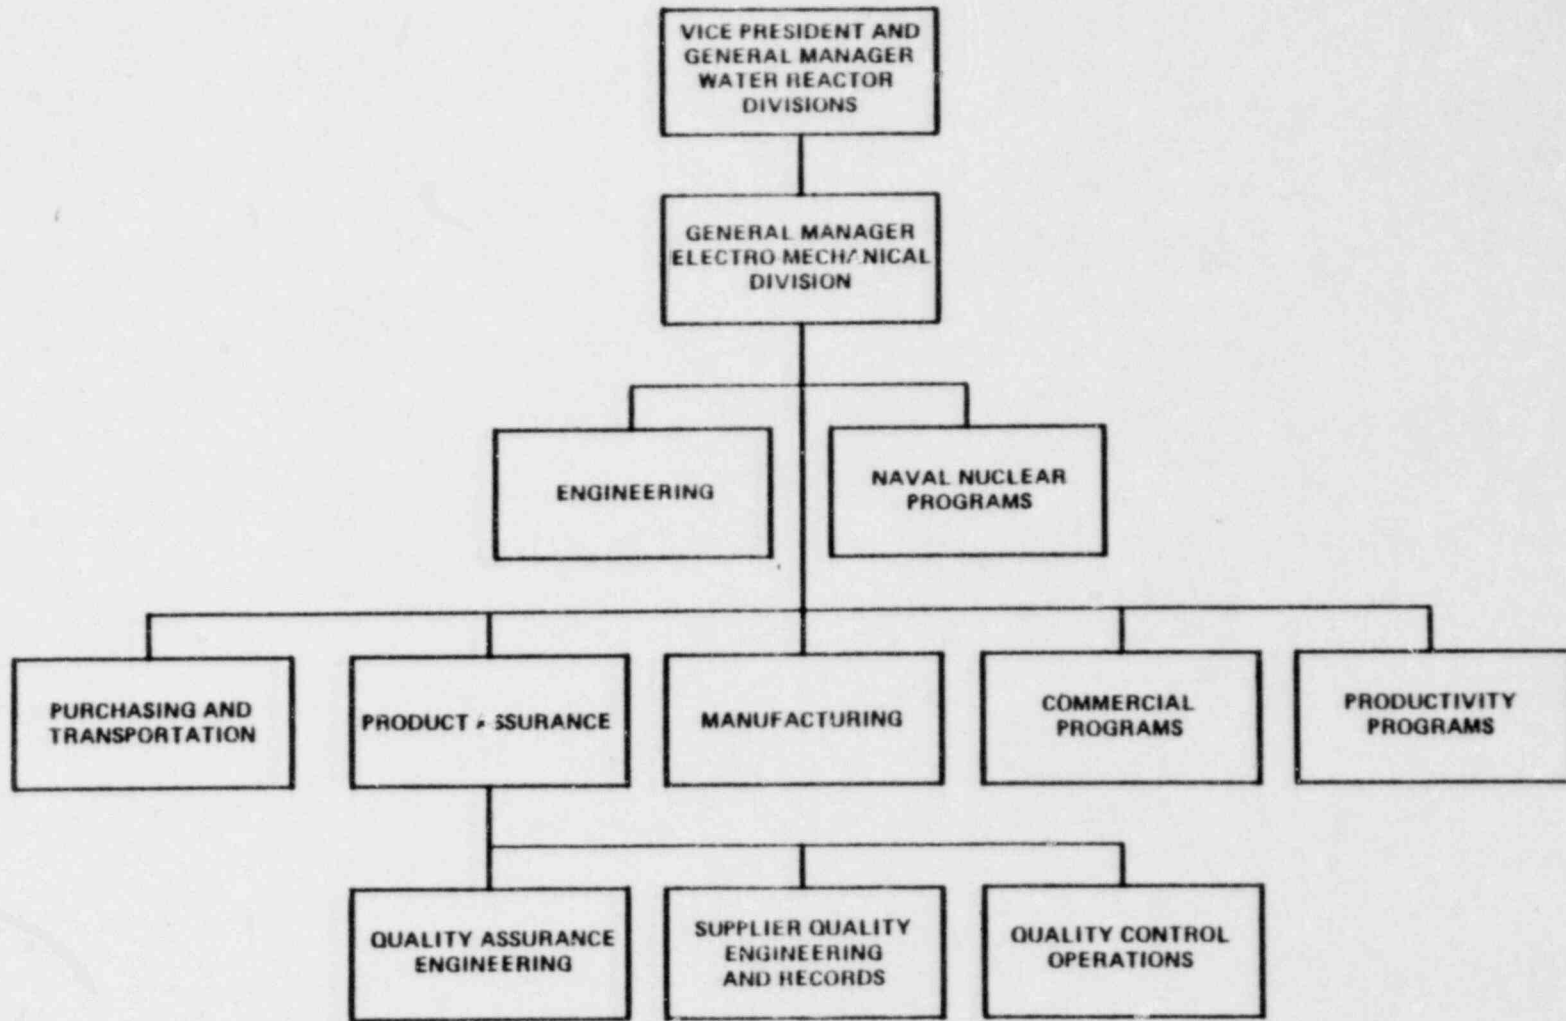 VICE PRESIDENT AND
GENERAL MANAGER
WATER REACTOR
DIVISIONS
GENERAL MANAGER
ELECTRO MECHANICAL
DIVISION
ENGINEERING
NAVAL NUCLEAR
PROGRAMS
PURCHASING AND
TRANSPORTATION
PRODUCT ASSURANCE
MANUFACTURING
COMMERCIAL
PROGRAMS
PRODUCTIVITY
PROGRAMS
QUALITY ASSURANCE
ENGINEERING
SUPPLIER QUALITY
ENGINEERING
AND RECORDS
QUALITY CONTROL
OPERATIONS